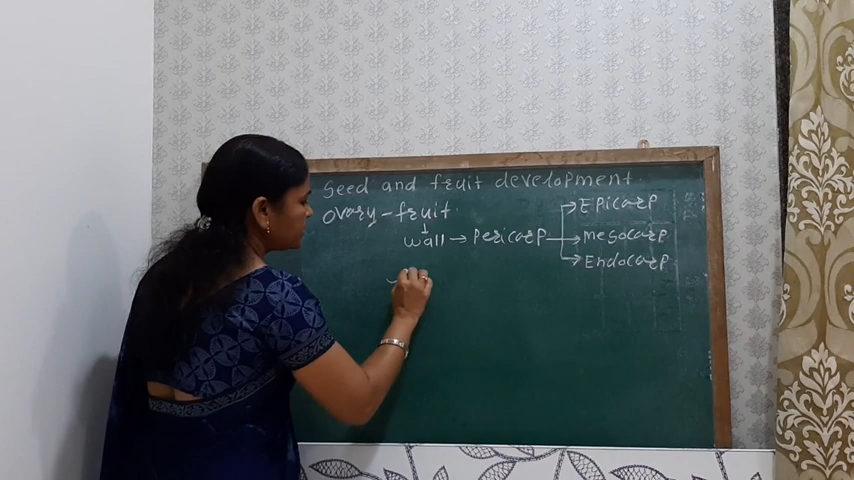 Seed and fruit development
Ovary-fruit
↓
wall → Pericarp → Epicarp
→ Mesocarp
→ Endocarp